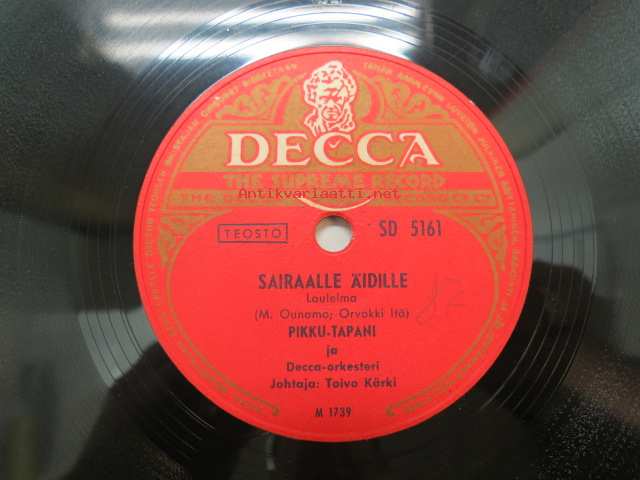 DECCA
THE SUPREME RECORD
Antikvariaatti.net
TEOSTO
SD 5161
SAIRAALLE ÄIDILLE
Laulelma
(M. Ounamo; Orvokki Itä)
PIKKU-TAPANI
ja
Decca-orkesteri
Johtaja: Toivo Kärki
M 1739